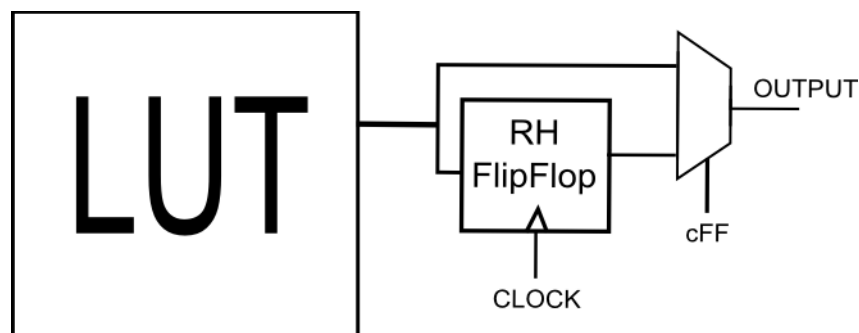 LUT
RH
FlipFlop
OUTPUT
cFF
CLOCK